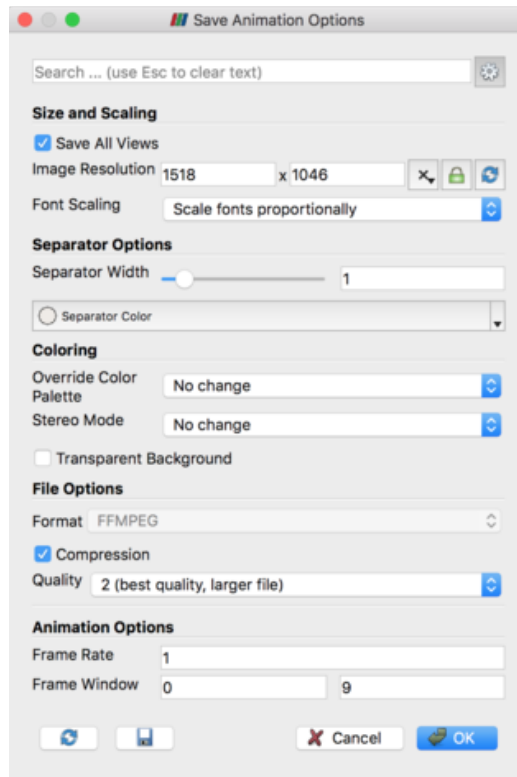 Save Animation Options
Search ... (use Esc to clear text)
Size and Scaling
Save All Views
Image Resolution 1518 x 1046
Font Scaling Scale fonts proportionally
Separator Options
Separator Width 1
Separator Color
Coloring
Override Color
Palette No change
Stereo Mode No change
Transparent Background
File Options
Format FFMPEG
Compression
Quality 2 (best quality, larger file)
Animation Options
Frame Rate 1
Frame Window 0 9
Cancel OK